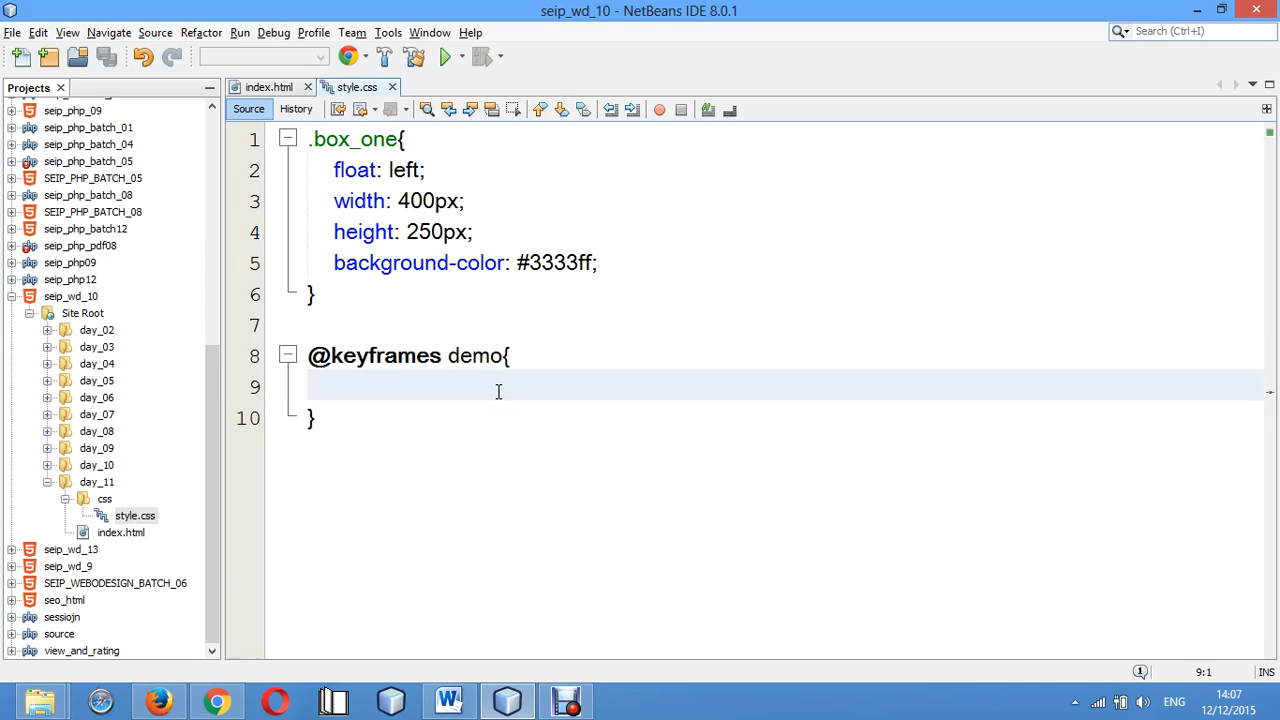 seip_wd_10 - NetBeans IDE 8.0.1
File Edit View Navigate Source Refactor Run Debug Profile Team Tools Window Help
Search (Ctrl+I)
Projects
index.html
style.css
Source
History
seip_php_09
seip_php_batch_01
seip_php_batch_04
seip_php_batch_05
SEIP_PHP_BATCH_05
seip_php_batch_08
SEIP_PHP_BATCH_08
seip_php_batch12
seip_php_pdf08
seip_php09
seip_php12
seip_wd_10
Site Root
day_02
day_03
day_04
day_05
day_06
day_07
day_08
day_09
day_10
day_11
css
style.css
index.html
seip_wd_13
seip_wd_9
SEIP_WEBODESIGN_BATCH_06
seo_html
sessiojn
source
view_and_rating
1 .box_one{
2 float: left;
3 width: 400px;
4 height: 250px;
5 background-color: #3333ff;
6 }
7
8 @keyframes demo{
9
10 }
1
9:1
INS
W
ENG
14:07
12/12/2015